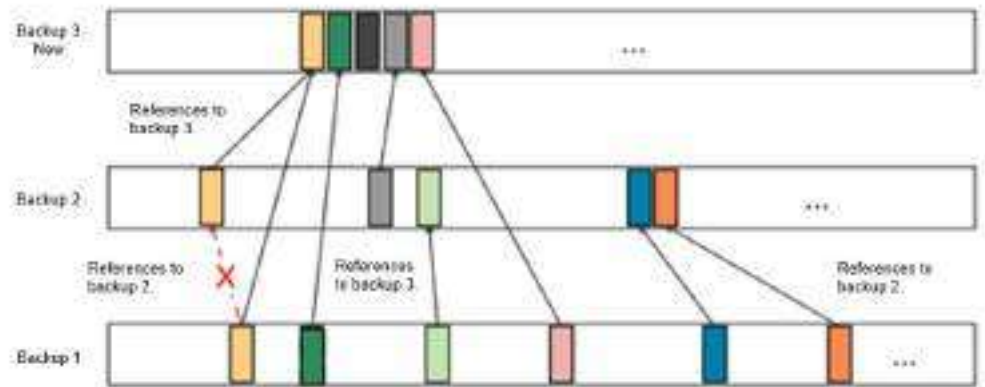 Backup 3
New
...
References to
backup 3.
Backup 2
...
References to
backup 2.
References
to backup 3.
References to
backup 2.
Backup 1
...